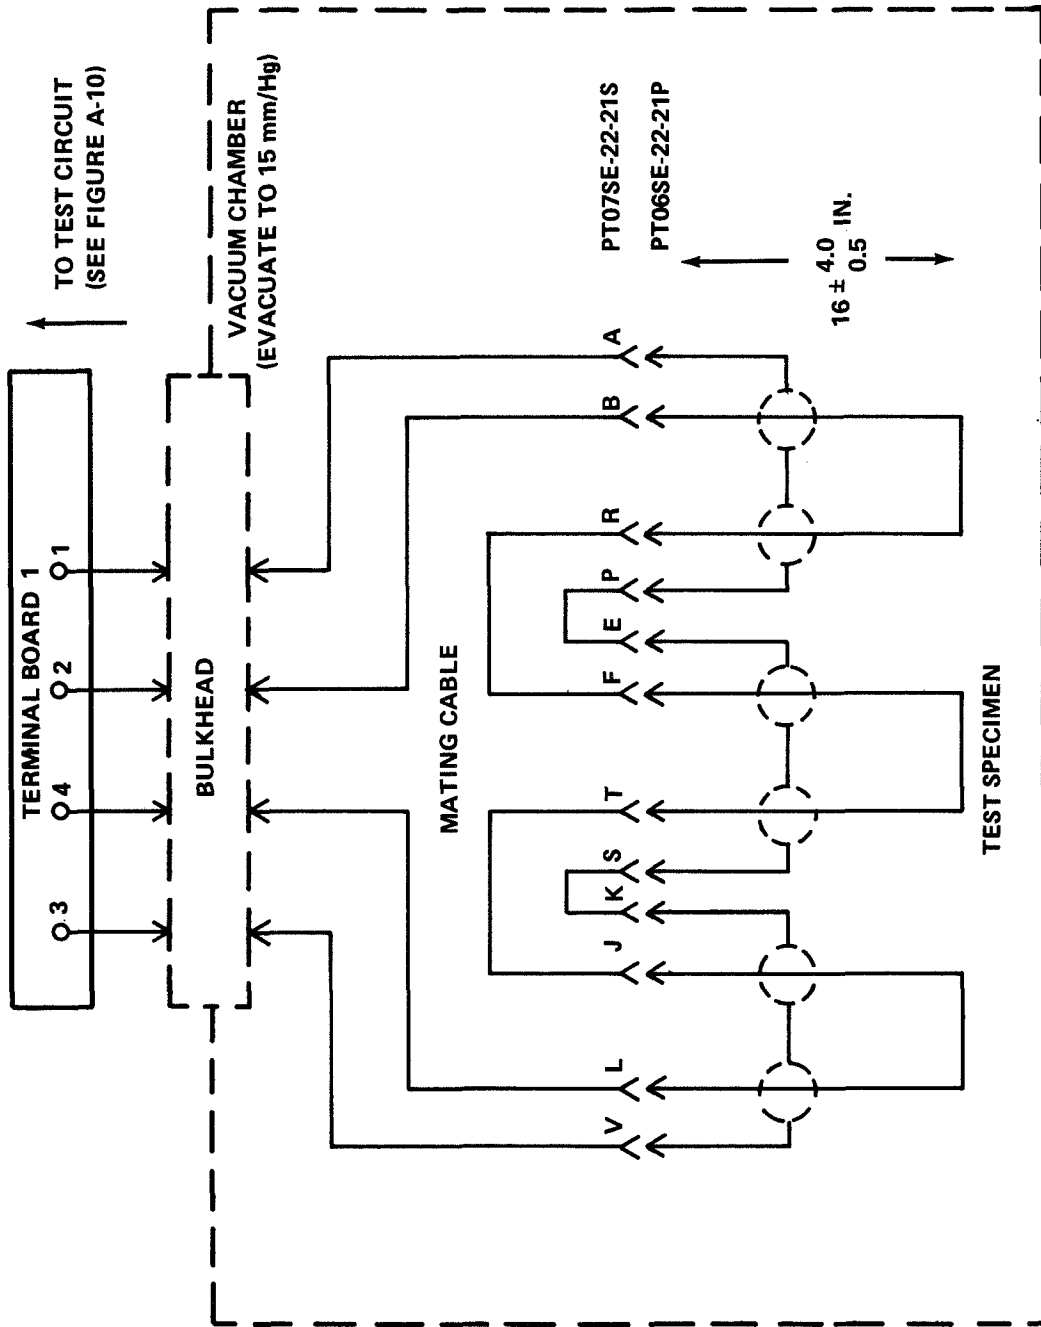 TO TEST CIRCUIT
(SEE FIGURE A-10)
TERMINAL BOARD 1
3
4
2
1
BULKHEAD
VACUUM CHAMBER
(EVACUATE TO 15 mm/Hg)
MATING CABLE
V
L
J
K
S
T
F
E
P
R
B
A
PT07SE-22-21S
PT06SE-22-21P
16 ± 4.0 IN.
0.5
TEST SPECIMEN